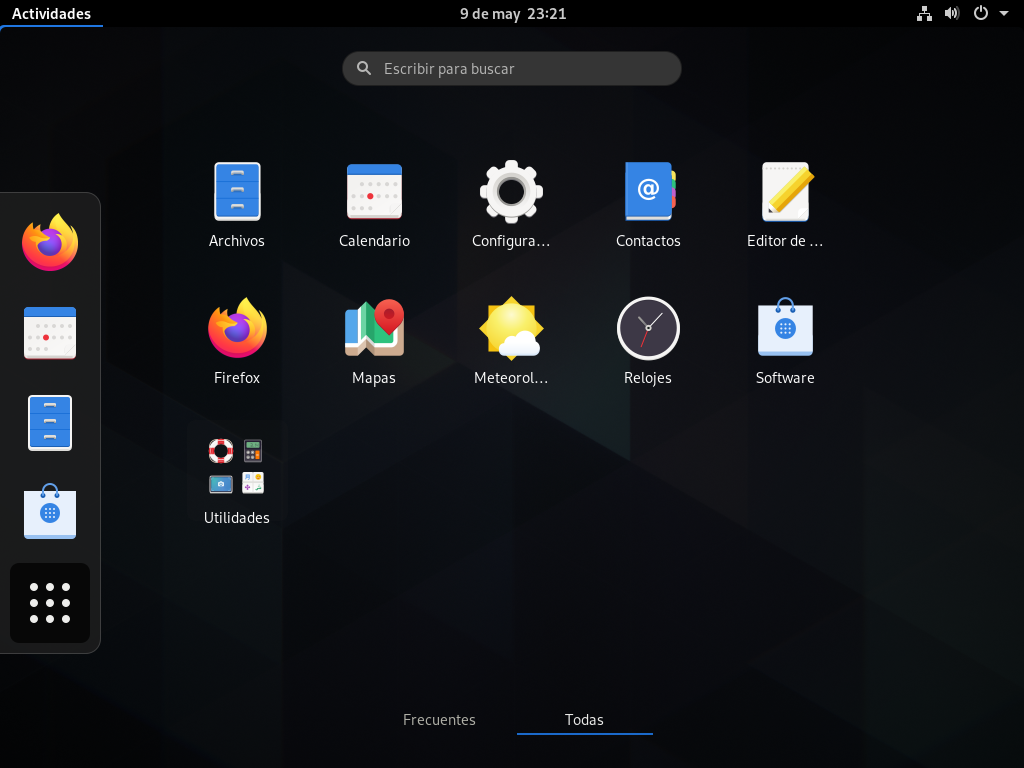 Actividades
9 de may 23:21
Escribir para buscar
Archivos
Calendario
Configura...
Contactos
Editor de ...
Firefox
Mapas
Meteorol...
Relojes
Software
Utilidades
Frecuentes
Todas